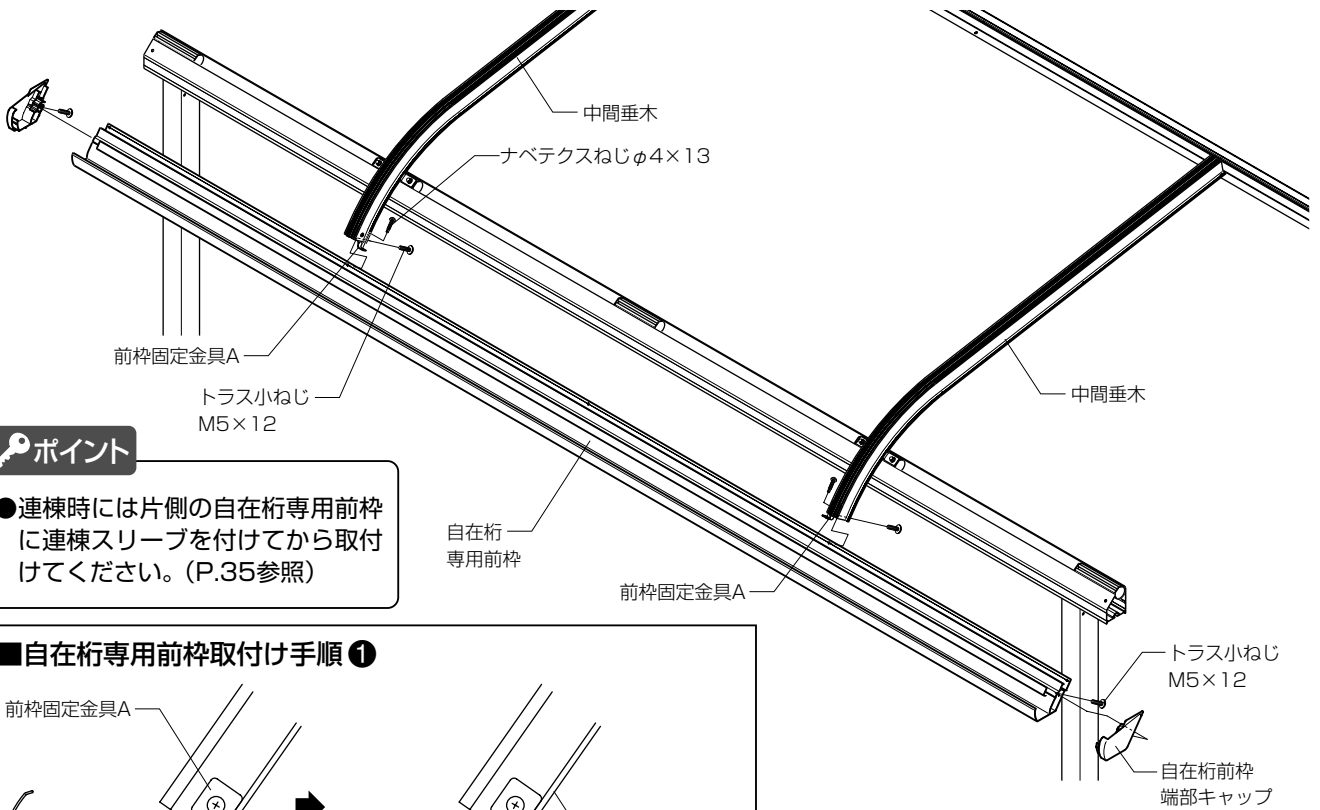 中間垂木
ナベテクスねじφ4×13
前枠固定金具A
トラス小ねじ
M5×12
中間垂木
ポイント
●連棟時には片側の自在桁専用前枠
に連棟スリーブを付けてから取付
けてください。(P.35参照)
自在桁
専用前枠
前枠固定金具A
トラス小ねじ
M5×12
自在桁前枠
端部キャップ
■自在桁専用前枠取付け手順❶
前枠固定金具A